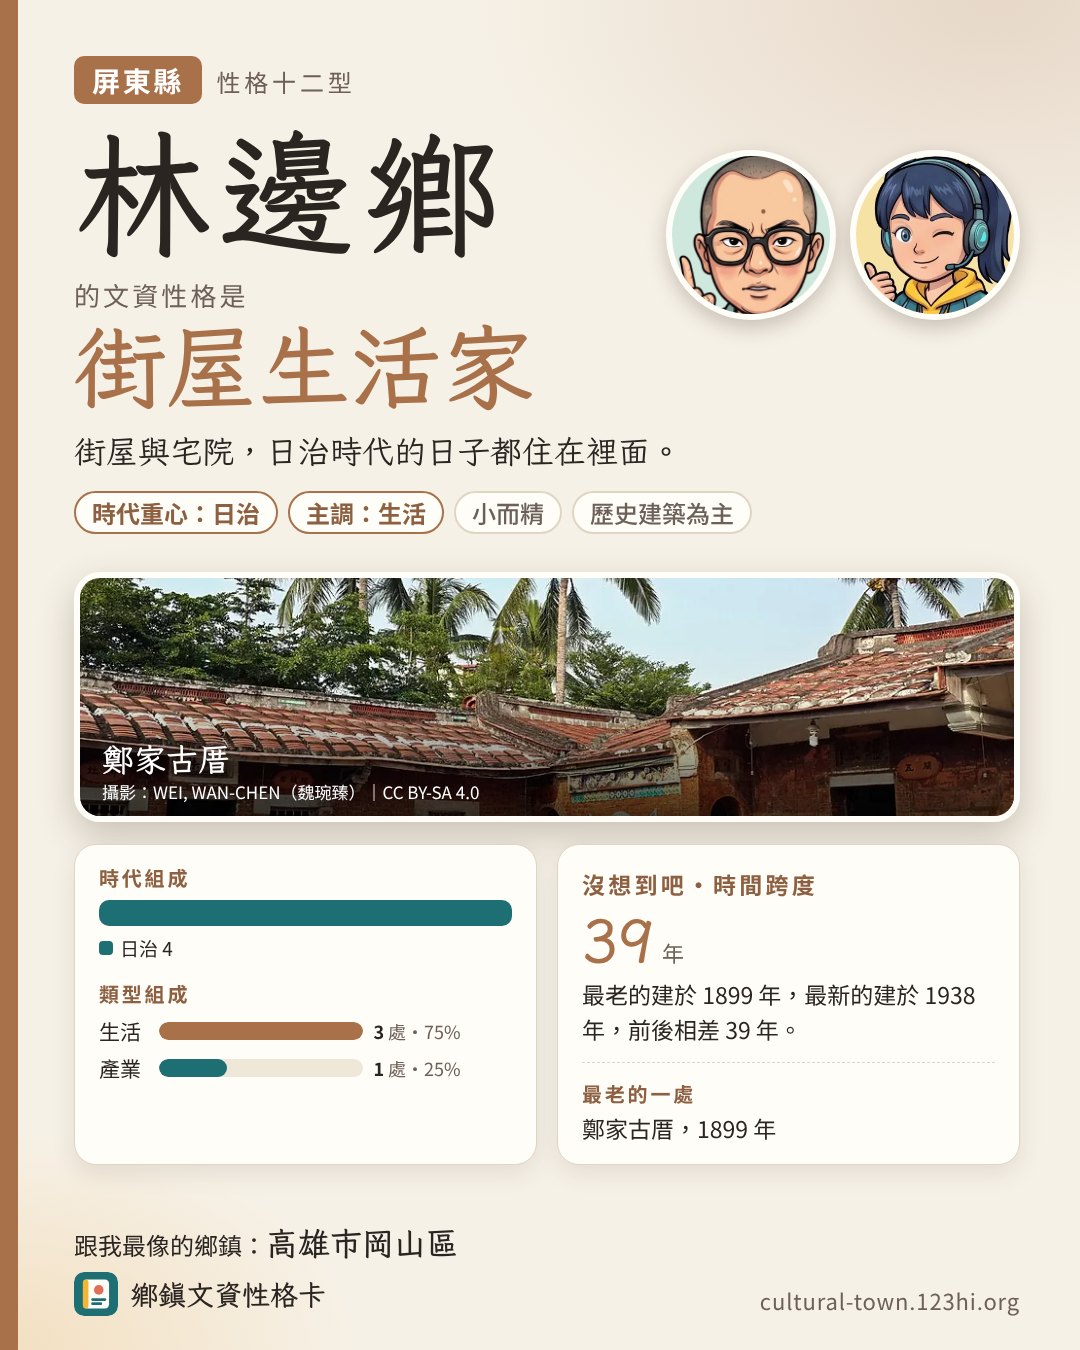 屏東縣 性格十二型
林邊鄉
的文資性格是
街屋生活家
街屋與宅院，日治時代的日子都住在裡面。
時代重心：日治 主調：生活 小而精 歷史建築為主
鄭家古厝
攝影：WEI, WAN-CHEN（魏琬臻）｜CC BY-SA 4.0
時代組成
日治 4
類型組成
生活 3 處・75%
產業 1 處・25%
沒想到吧・時間跨度
39 年
最老的建於 1899 年，最新的建於 1938
年，前後相差 39 年。
最老的一處
鄭家古厝，1899 年
跟我最像的鄉鎮：高雄市岡山區
鄉鎮文資性格卡
cultural-town.123hi.org